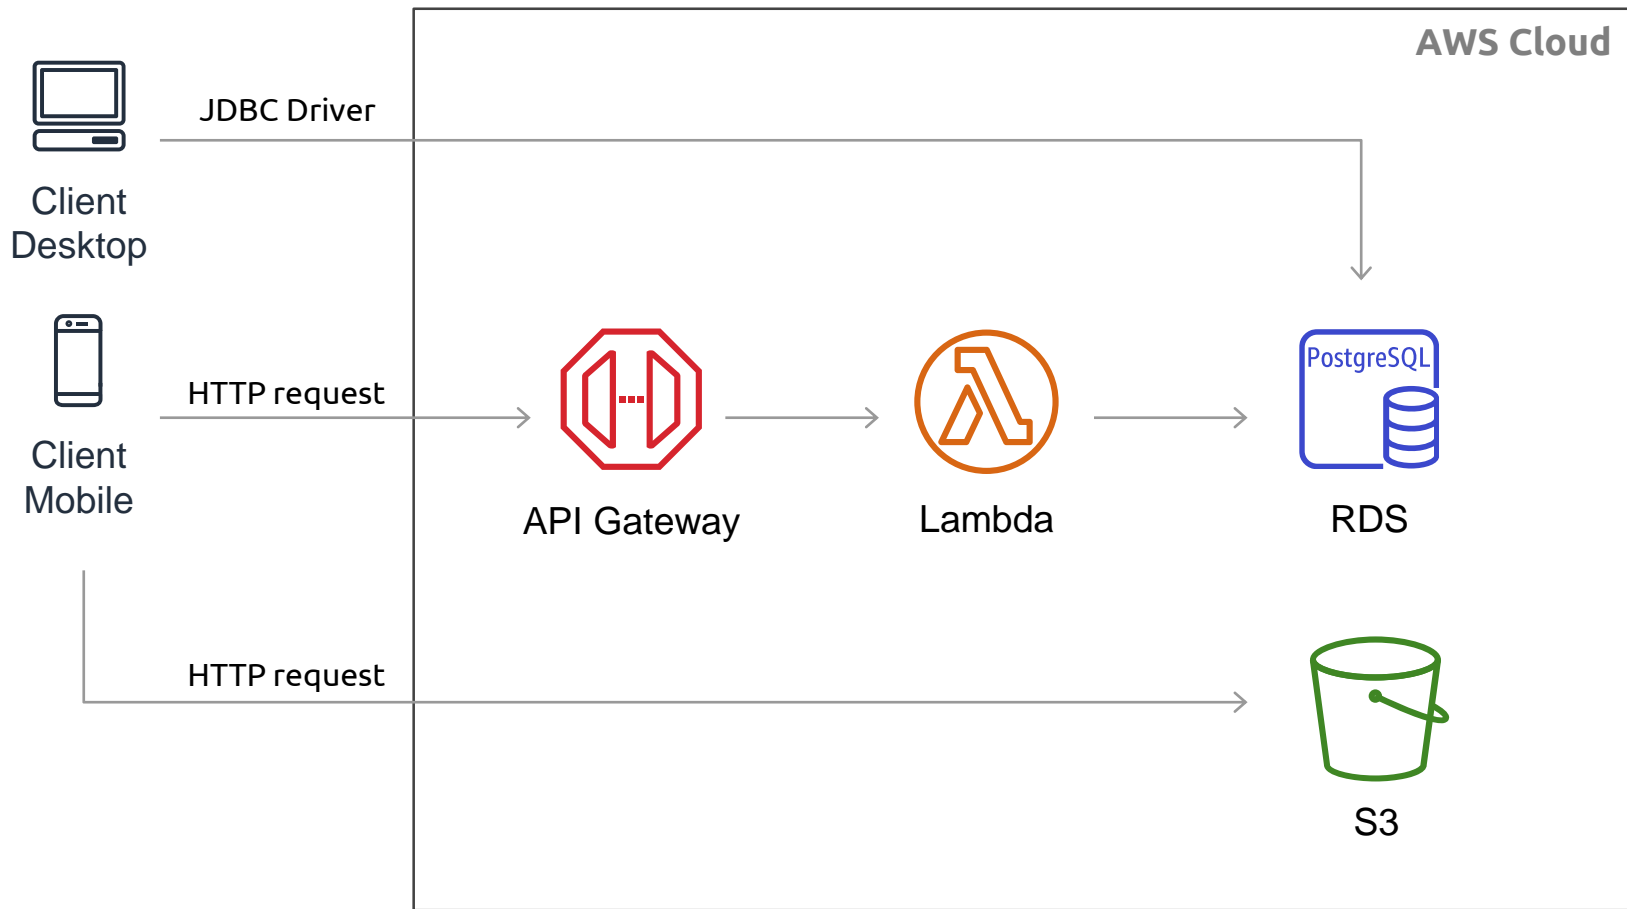 AWS Cloud
JDBC Driver
Client
Desktop
PostgreSQL
HTTP request
Client
Mobile
API Gateway
Lambda
RDS
HTTP request
S3